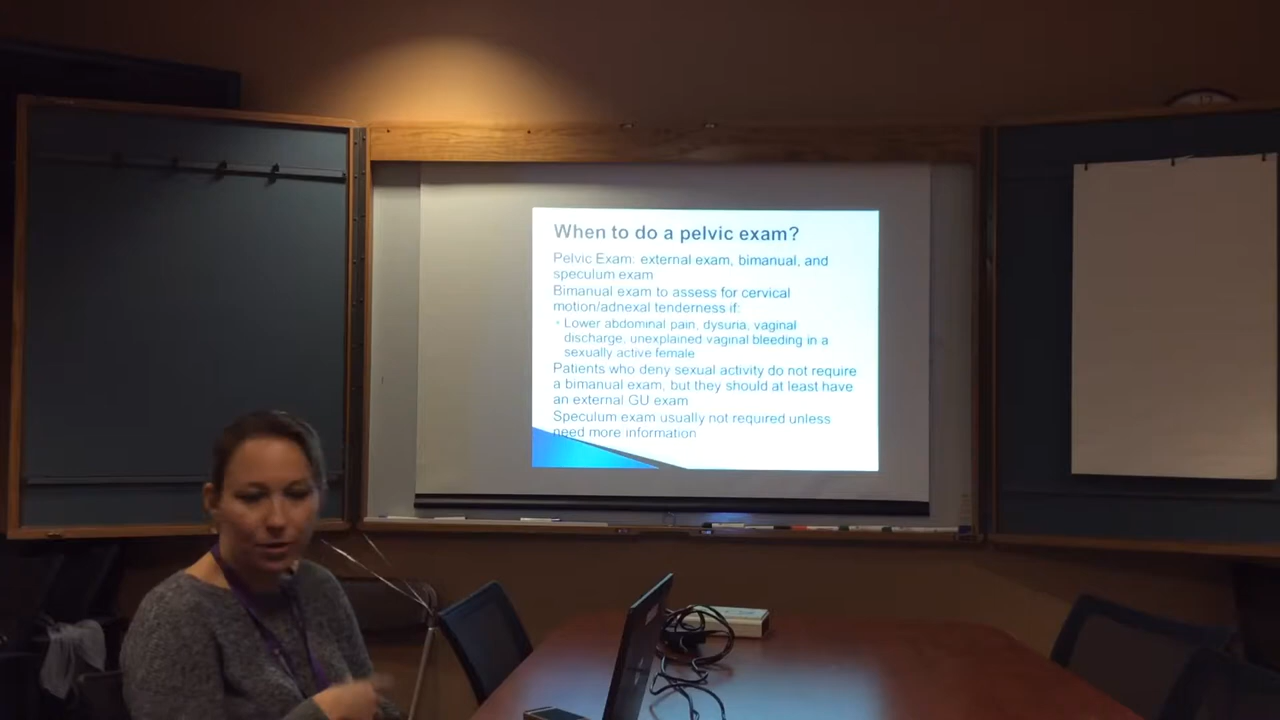 When to do a pelvic exam?
Pelvic Exam: external exam, bimanual, and
speculum exam
Bimanual exam to assess for cervical
motion/adnexal tenderness if:
• Lower abdominal pain, dysuria, vaginal
discharge, unexplained vaginal bleeding in a
sexually active female
Patients who deny sexual activity do not require
a bimanual exam, but they should at least have
an external GU exam
Speculum exam usually not required unless
need more information